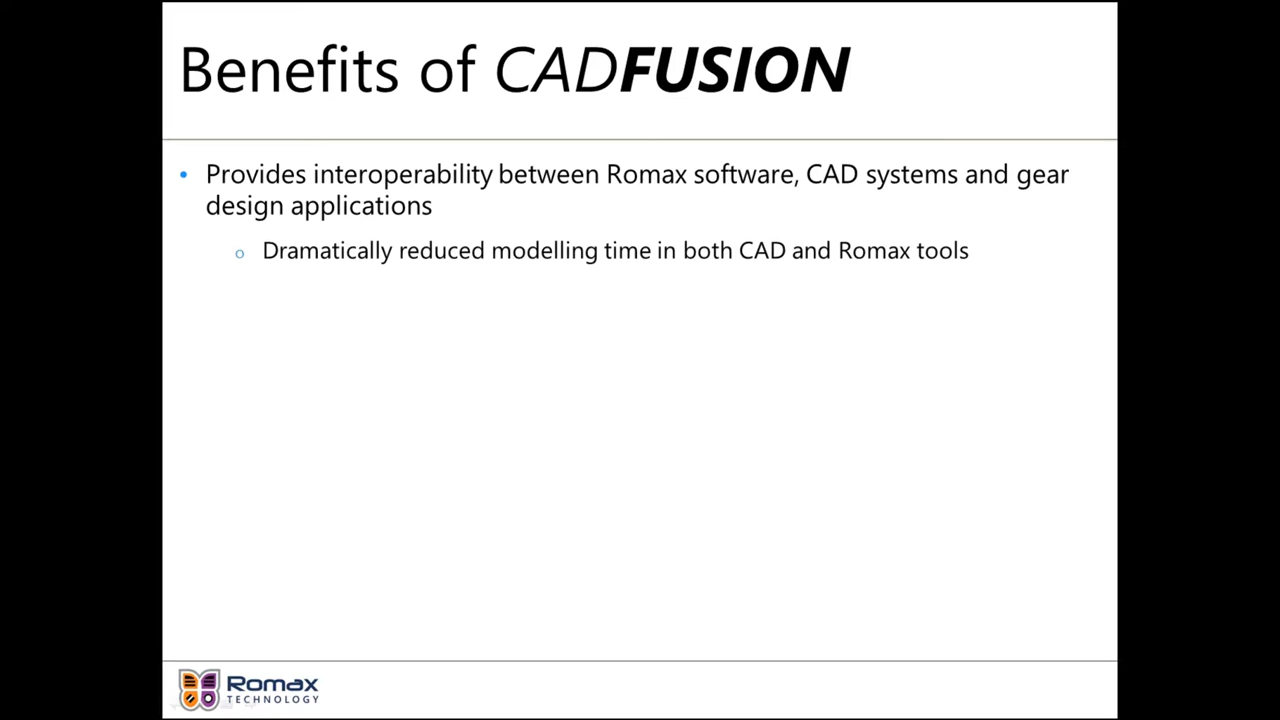 Benefits of CADFUSION
• Provides interoperability between Romax software, CAD systems and gear
design applications
o Dramatically reduced modelling time in both CAD and Romax tools
Romax
TECHNOLOGY